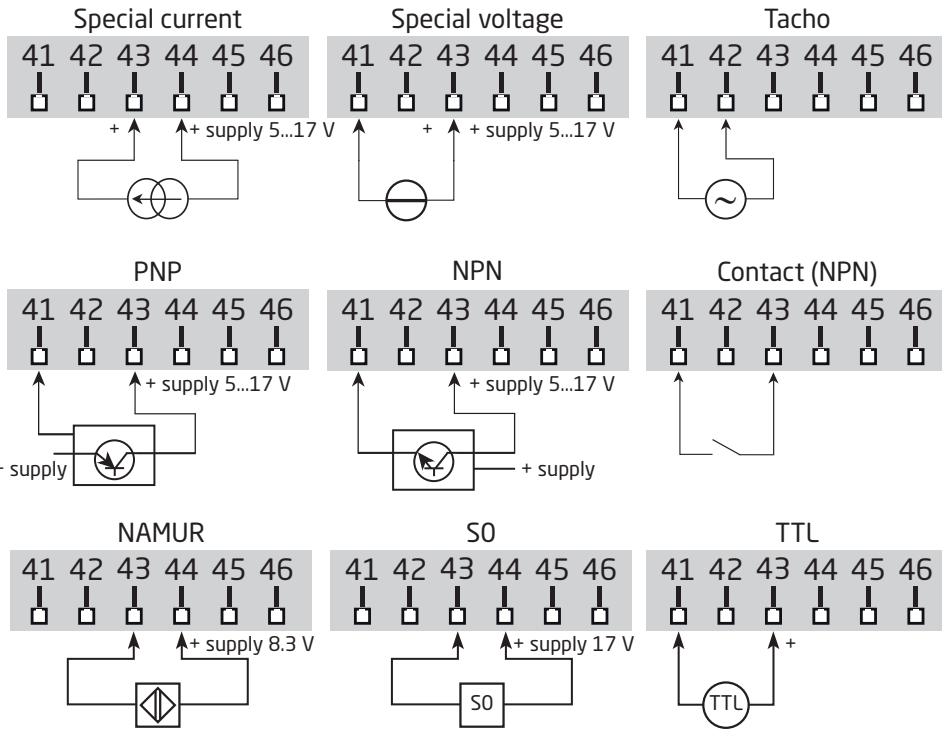 Special current Special voltage Tacho
41 42 43 44 45 46 41 42 43 44 45 46 41 42 43 44 45 46
+ + supply 5...17 V + + supply 5...17 V
~
PNP NPN Contact (NPN)
41 42 43 44 45 46 41 42 43 44 45 46 41 42 43 44 45 46
+ supply 5...17 V + supply 5...17 V
+ supply + supply
NAMUR S0 TTL
41 42 43 44 45 46 41 42 43 44 45 46 41 42 43 44 45 46
+ supply 8.3 V + supply 17 V +
S0 TTL